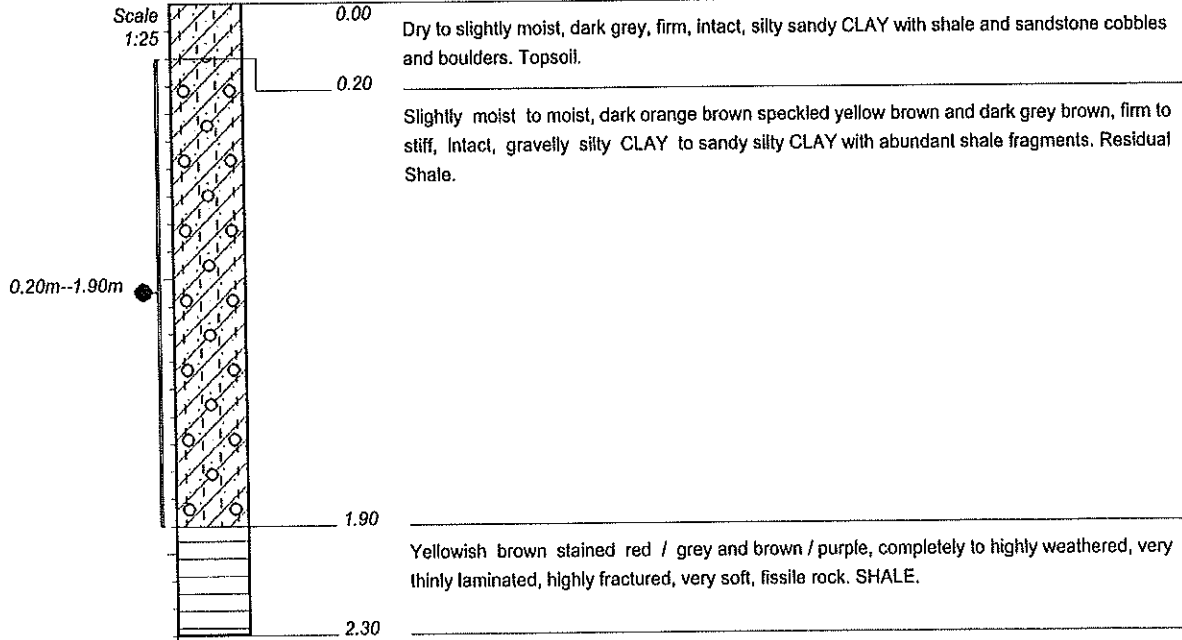 Scale
1:25
0.00
Dry to slightly moist, dark grey, firm, intact, silty sandy CLAY with shale and sandstone cobbles
and boulders. Topsoil.
0.20
Slightly moist to moist, dark orange brown speckled yellow brown and dark grey brown, firm to
stiff, intact, gravelly silty CLAY to sandy silty CLAY with abundant shale fragments. Residual
Shale.
0.20m--1.90m
1.90
Yellowish brown stained red / grey and brown / purple, completely to highly weathered, very
thinly laminated, highly fractured, very soft, fissile rock. SHALE.
2.30